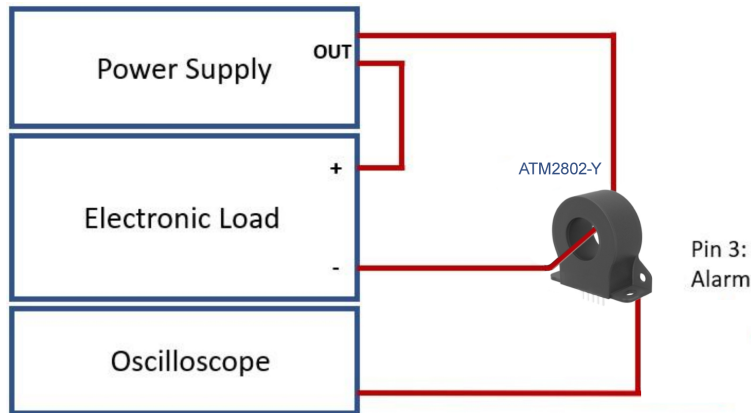 Power Supply
OUT
+
ATM2802-Y
Electronic Load
Pin 3:
Alarm
-
Oscilloscope